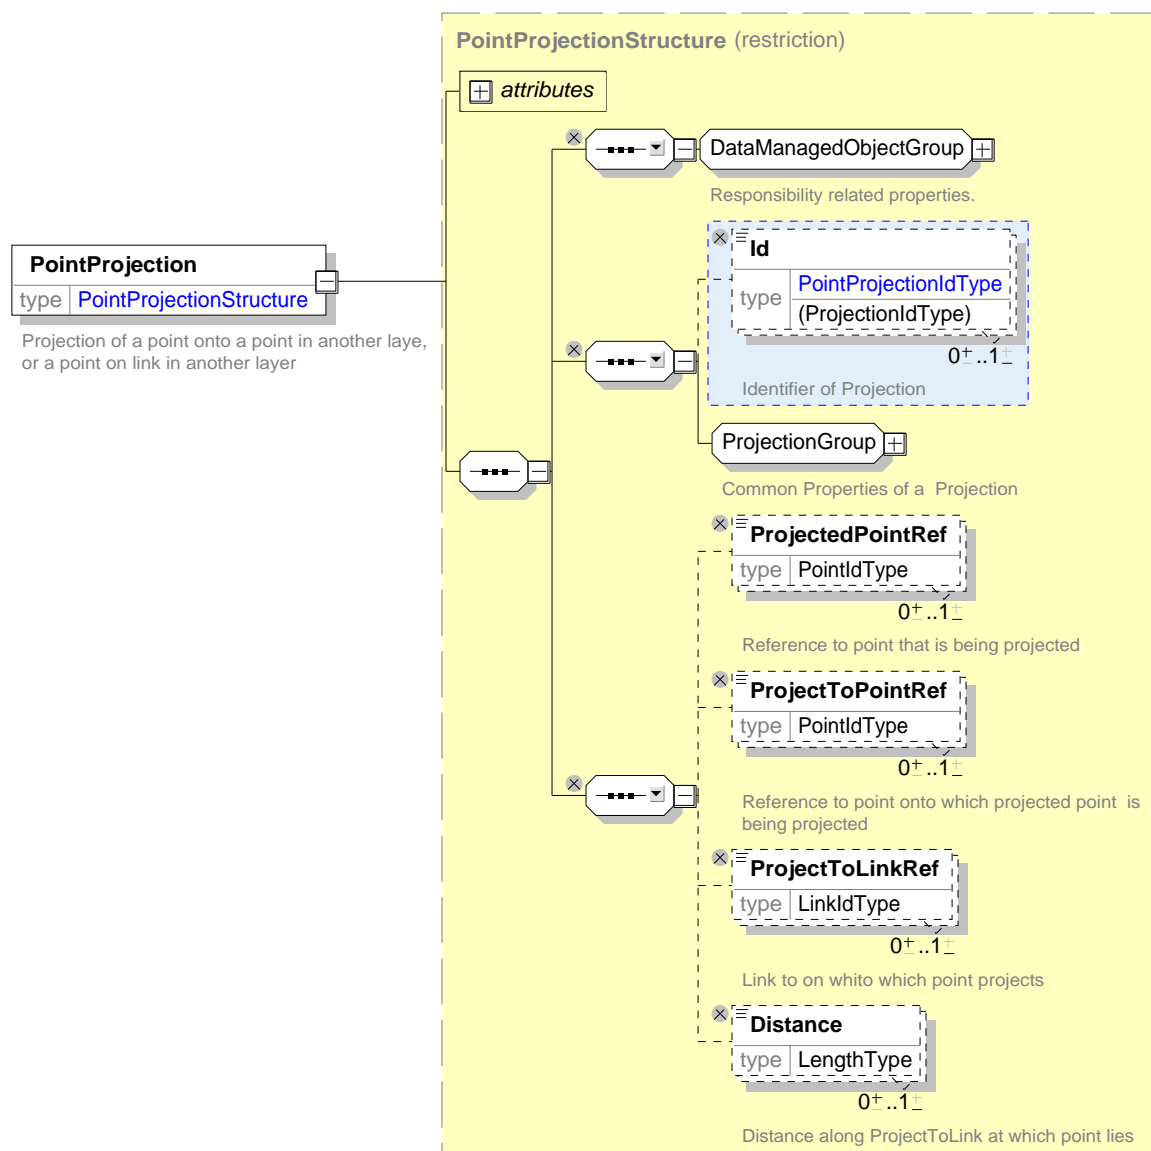 PointProjectionStructure (restriction)
attributes
DataManagedObjectGroup
Responsibility related properties.
PointProjection
type PointProjectionStructure
Projection of a point onto a point in another laye,
or a point on link in another layer
Id
type PointProjectionIdType
(ProjectionIdType)
0..1
Identifier of Projection
ProjectionGroup
Common Properties of a  Projection
ProjectedPointRef
type PointIdType
0..1
Reference to point that is being projected
ProjectToPointRef
type PointIdType
0..1
Reference to point onto which projected point  is
being projected
ProjectToLinkRef
type LinkIdType
0..1
Link to on whito which point projects
Distance
type LengthType
0..1
Distance along ProjectToLink at which point lies